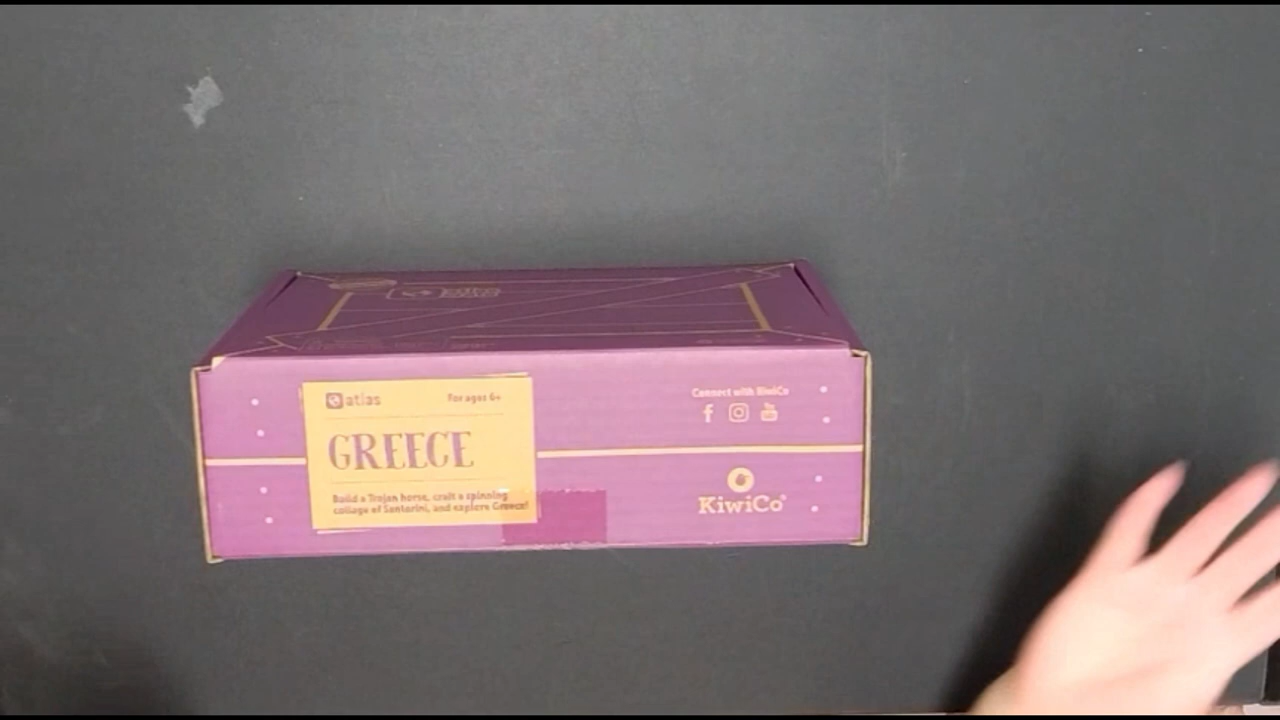 atlas For ages 6+
GREECE
Build a Trojan horse, craft a spinning
collage of Santorini, and explore Greece!
Connect with KiwiCo
KiwiCo